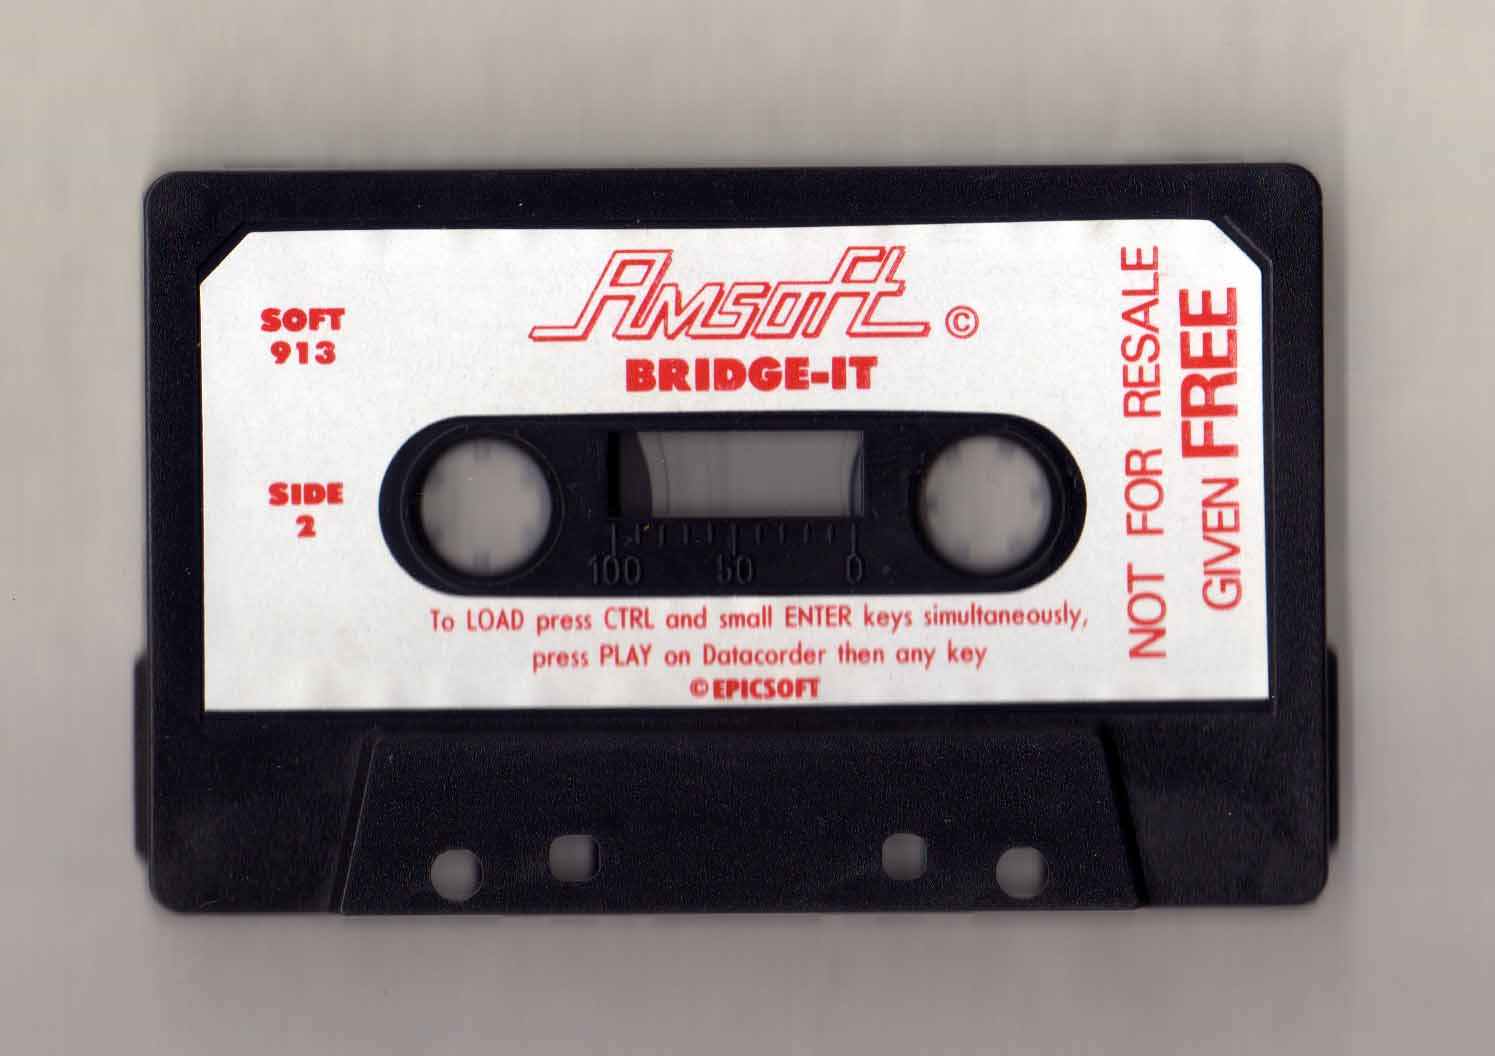 Amsoft ©
BRIDGE-IT
SOFT
913
SIDE
2
100 50 0
To LOAD press CTRL and small ENTER keys simultaneously,
press PLAY on Datacorder then any key
© EPICSOFT
NOT FOR RESALE
GIVEN FREE